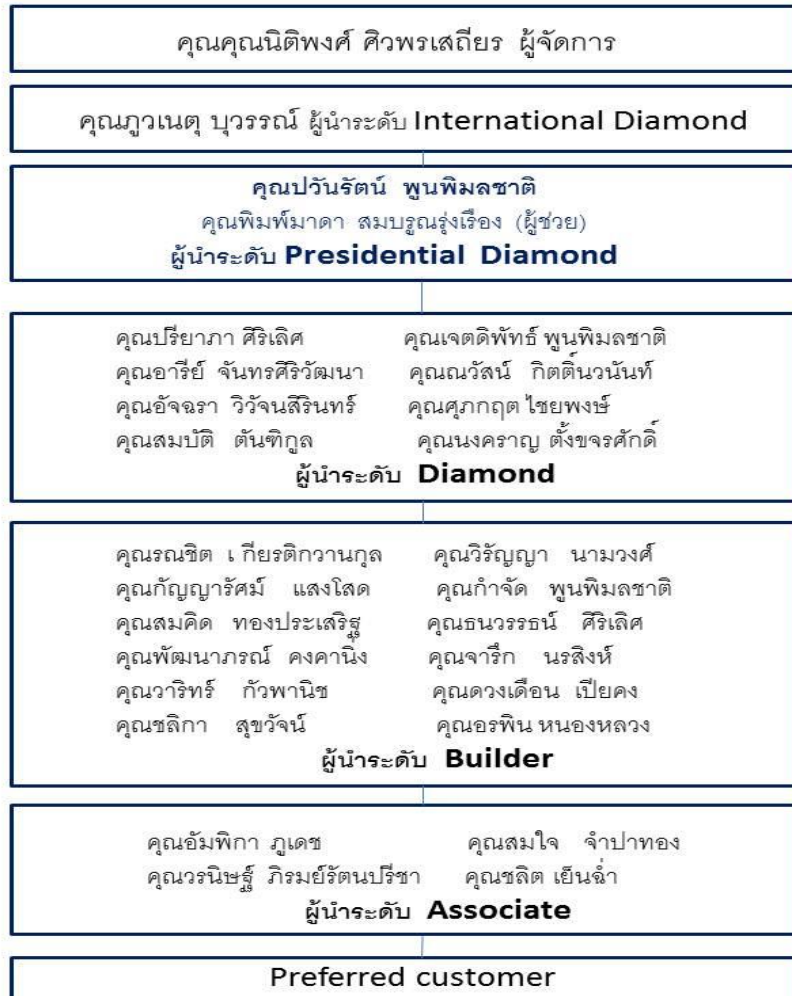 คุณคุณนิติพงศ์ ศิวพรเสถียร ผู้จัดการ
คุณภูวเนตุ บุวรรณ์ ผู้นำระดับ International Diamond
คุณปวันรัตน์ พูนพิมลชาติ
คุณพิมพ์มาดา สมบรูณรุ่งเรือง (ผู้ช่วย)
ผู้นำระดับ Presidential Diamond
คุณปรียาภา ศิริเลิศ คุณเจตดิพัทธ์ พูนพิมลชาติ
คุณอารีย์ จันทรศิริวัฒนา คุณณวัสน์ กิตติ์นวนันท์
คุณอัจฉรา วิวัจนสิรินทร์ คุณศุภกฤต ไชยพงษ์
คุณสมบัติ ตันฑิกูล คุณนงคราญ ตั้งขจรศักดิ์
ผู้นำระดับ Diamond
คุณรณชิต เ กียรติกวานกุล คุณวิรัญญา นามวงศ์
คุณกัญญารัศม์ แสงโสด คุณกำจัด พูนพิมลชาติ
คุณสมคิด ทองประเสริฐ คุณธนวรรธน์ ศิริเลิศ
คุณพัฒนาภรณ์ คงคานิ่ง คุณจารึก นรสิงห์
คุณวาริทร์ กัวพานิช คุณดวงเดือน เปียคง
คุณชลิกา สุขวัจน์ คุณอรพิน หนองหลวง
ผู้นำระดับ Builder
คุณอัมพิกา ภูเดช คุณสมใจ จำปาทอง
คุณวรนิษฐ์ ภิรมย์รัตนปรีชา คุณชลิต เย็นฉ่ำ
ผู้นำระดับ Associate
Preferred customer